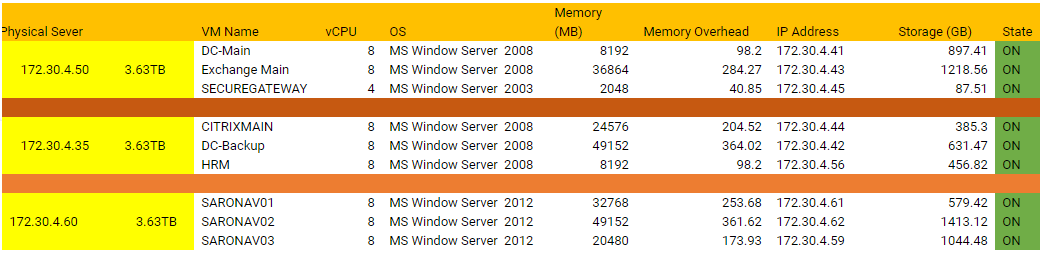 Physical Sever VM Name vCPU OS Memory (MB) Memory Overhead IP Address Storage (GB) State
DC-Main 8 MS Window Server 2008 8192 98.2 172.30.4.41 897.41 ON
172.30.4.50 3.63TB Exchange Main 8 MS Window Server 2008 36864 284.27 172.30.4.43 1218.56 ON
SECUREGATEWAY 4 MS Window Server 2003 2048 40.85 172.30.4.45 87.51 ON
CITRIXMAIN 8 MS Window Server 2008 24576 204.52 172.30.4.44 385.3 ON
172.30.4.35 3.63TB DC-Backup 8 MS Window Server 2008 49152 364.02 172.30.4.42 631.47 ON
HRM 8 MS Window Server 2008 8192 98.2 172.30.4.56 456.82 ON
SARONAV01 8 MS Window Server 2012 32768 253.68 172.30.4.61 579.42 ON
172.30.4.60 3.63TB SARONAV02 8 MS Window Server 2012 49152 361.62 172.30.4.62 1413.12 ON
SARONAV03 8 MS Window Server 2012 20480 173.93 172.30.4.59 1044.48 ON